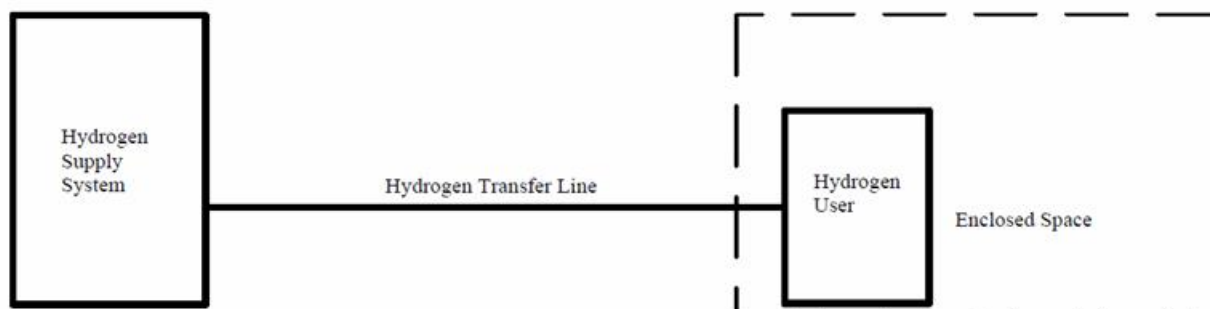 Hydrogen
Supply
System
Hydrogen Transfer Line
Hydrogen
User
Enclosed Space